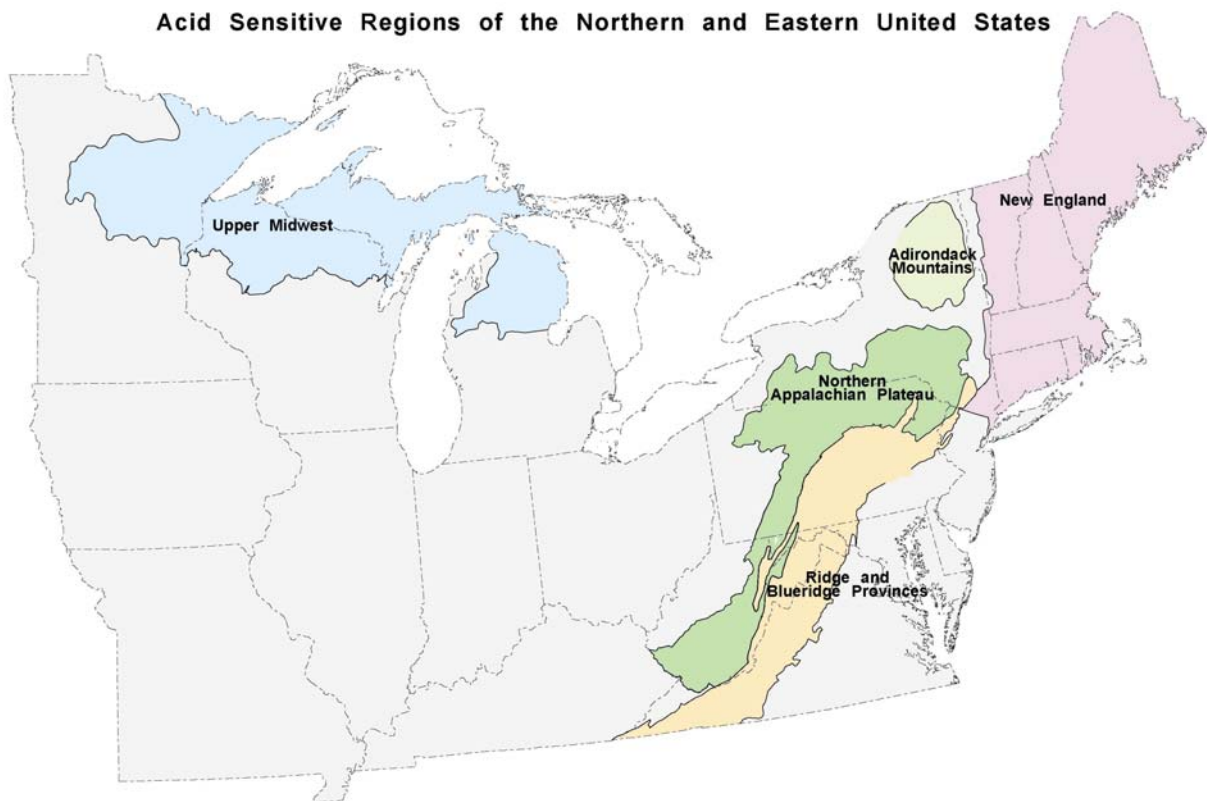 Acid Sensitive Regions of the Northern and Eastern United States
New England
Upper Midwest
Adirondack
Mountains
Northern
Appalachian Plateau
Ridge and
Blueridge Provinces